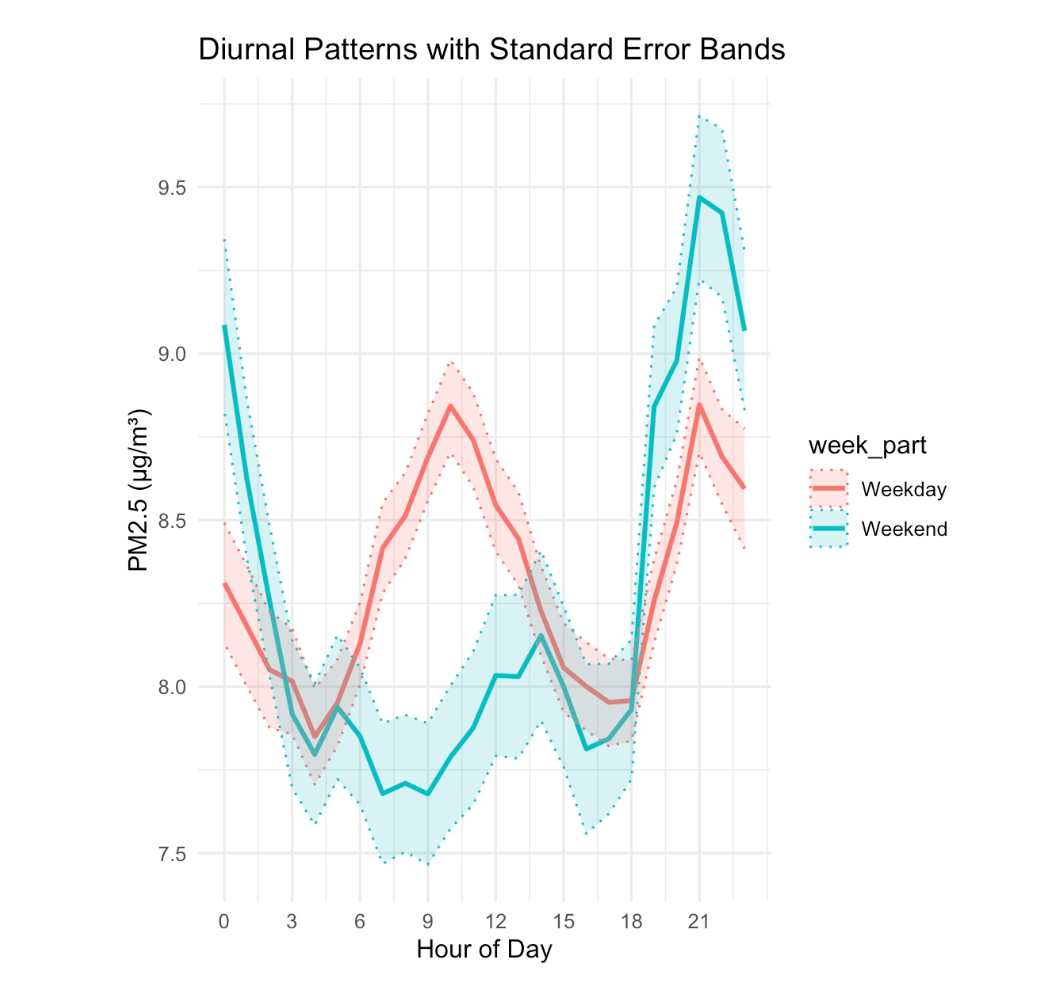 Diurnal Patterns with Standard Error Bands
PM2.5 (µg/m³)
9.5
9.0
8.5
8.0
7.5
0 3 6 9 12 15 18 21
Hour of Day
week_part
Weekday
Weekend